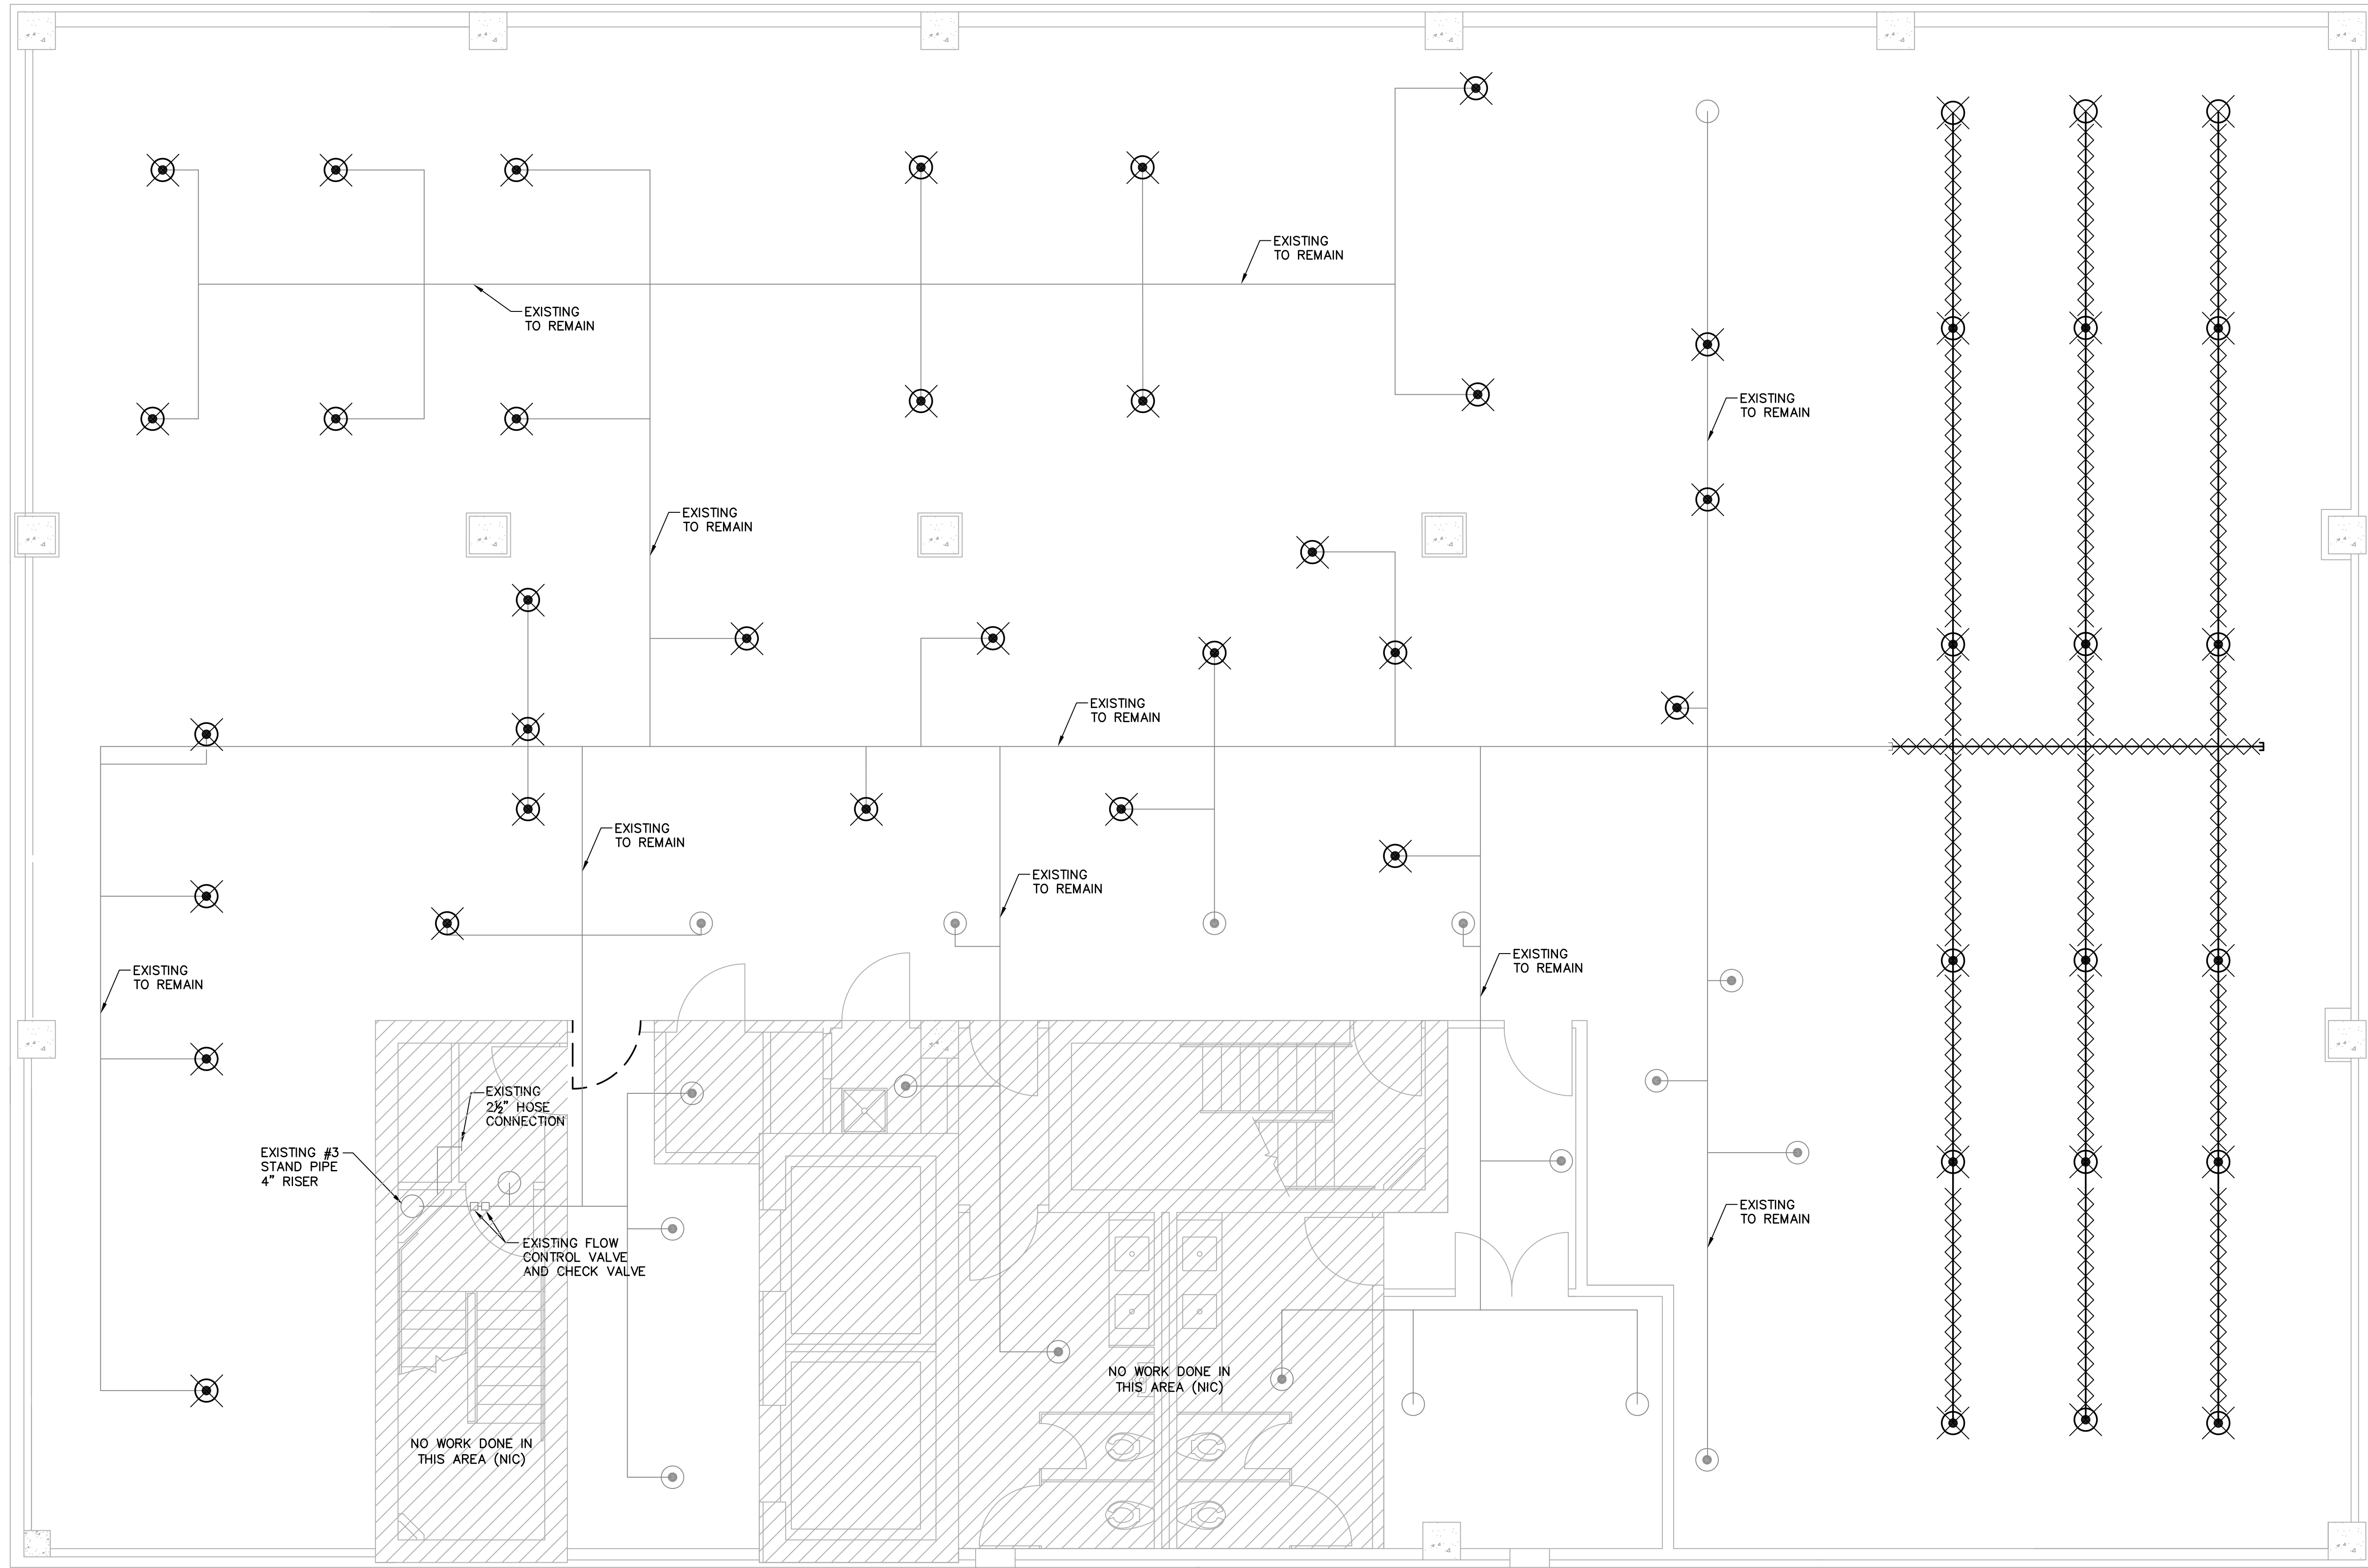 EXISTING
TO REMAIN
EXISTING
TO REMAIN
EXISTING
TO REMAIN
EXISTING
TO REMAIN
EXISTING
TO REMAIN
EXISTING
TO REMAIN
EXISTING
TO REMAIN
EXISTING
TO REMAIN
EXISTING
TO REMAIN
EXISTING
2½” HOSE
CONNECTION
EXISTING #3
STAND PIPE
4” RISER
EXISTING FLOW
CONTROL VALVE
AND CHECK VALVE
EXISTING
TO REMAIN
NO WORK DONE IN
THIS AREA (NIC)
NO WORK DONE IN
THIS AREA (NIC)